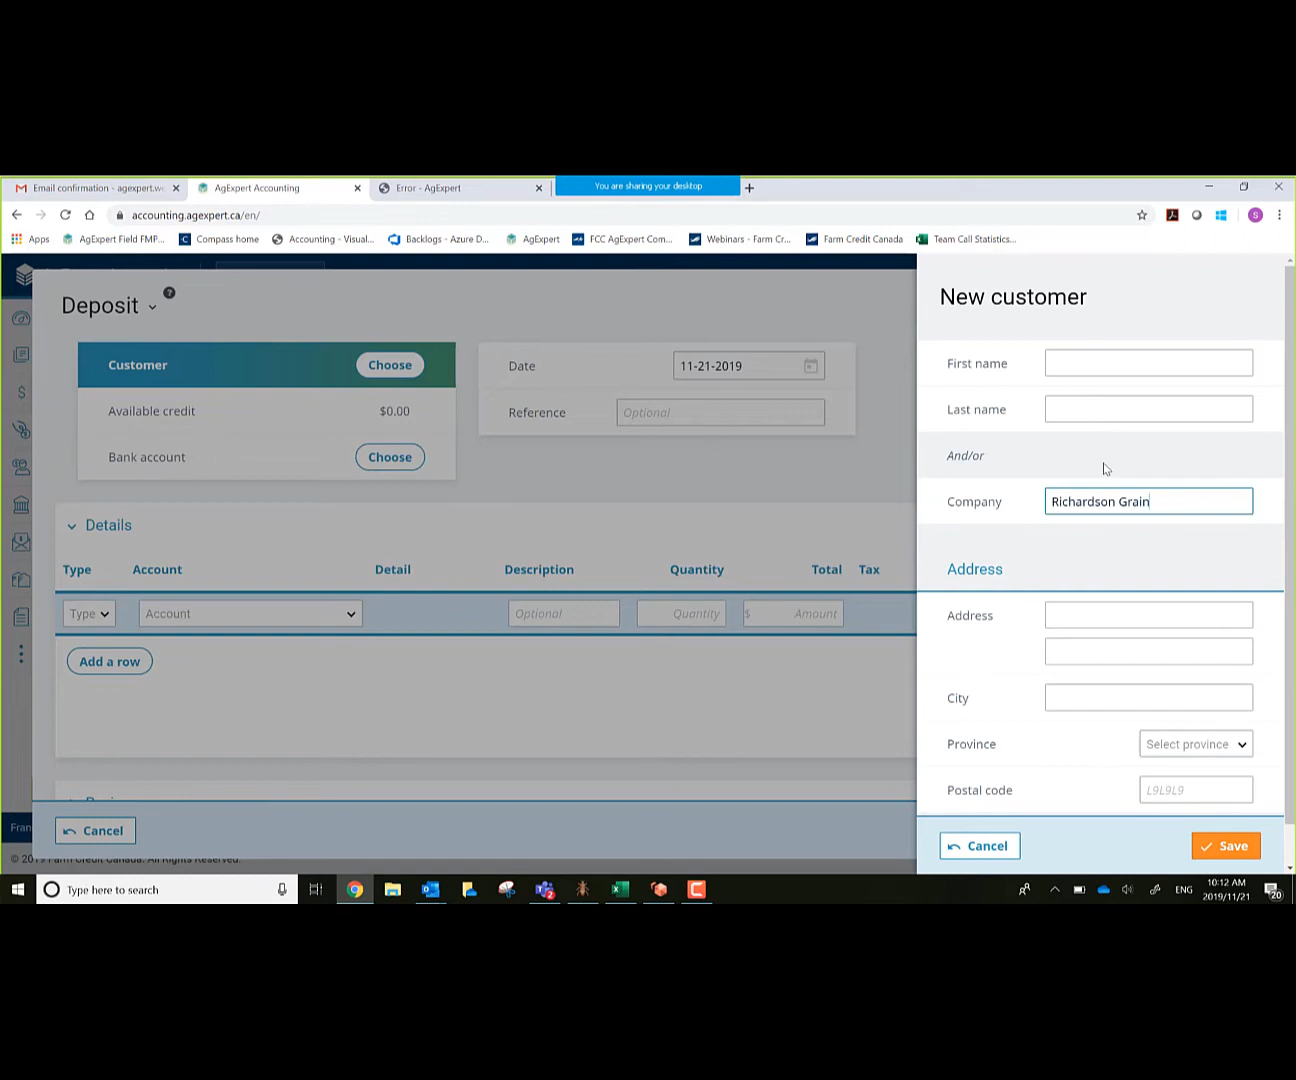 Email confirmation - agexpert.we
AgExpert Accounting
Error - AgExpert
You are sharing your desktop
accounting.agexpert.ca/en/
S
Apps
AgExpert Field FMP...
Compass home
Accounting - Visual...
Backlogs - Azure D...
AgExpert
FCC AgExpert Com...
Webinars - Farm Cr...
Farm Credit Canada
Team Call Statistics...
Deposit
?
New customer
Customer
Choose
Date
11-21-2019
First name
Available credit
$0.00
Reference
Optional
Last name
Bank account
Choose
And/or
Company
Richardson Grain
Details
Type
Account
Detail
Description
Quantity
Total
Tax
Address
Type
Account
Optional
Quantity
$
Amount
Address
Add a row
City
Province
Select province
Postal code
L9L9L9
Cancel
Cancel
Save
Fran
Farm Credit Canada. All Rights Reserved.
Type here to search
2
ENG
10:12 AM
2019/11/21
20